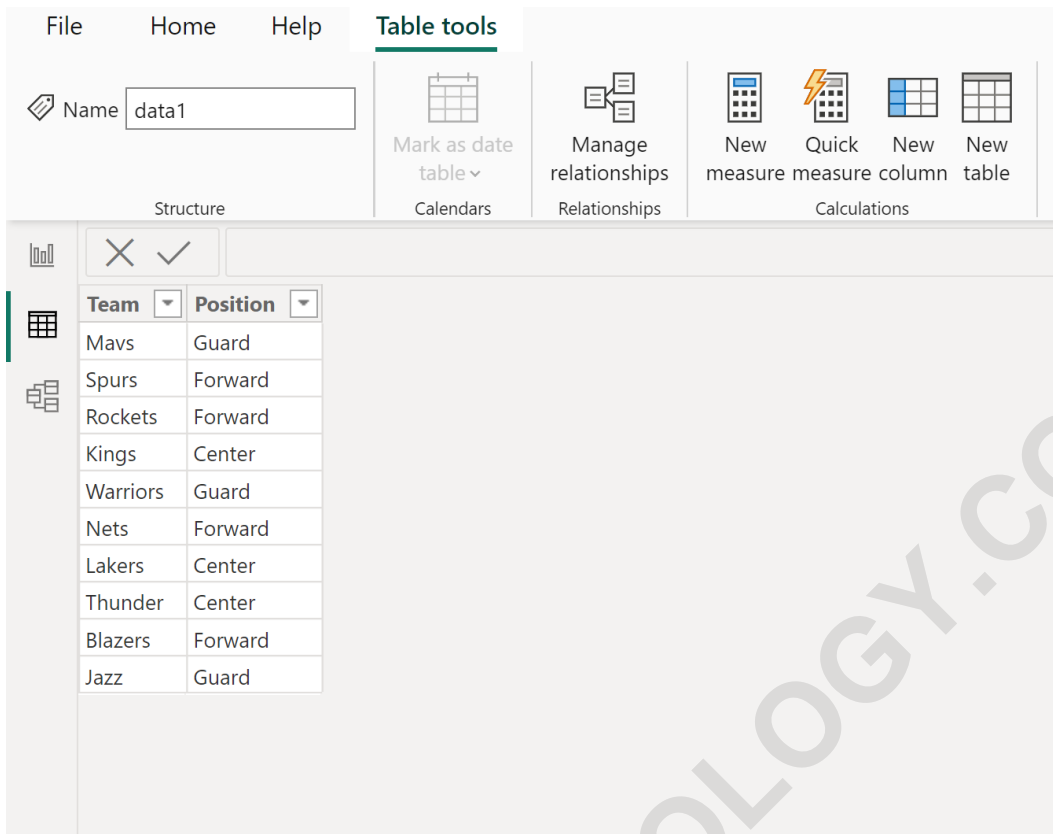 File Home Help Table tools
Name data1
Mark as date table
Manage relationships
New measure
Quick measure
New column
New table
Structure Calendars Relationships Calculations
Team Position
Mavs Guard
Spurs Forward
Rockets Forward
Kings Center
Warriors Guard
Nets Forward
Lakers Center
Thunder Center
Blazers Forward
Jazz Guard